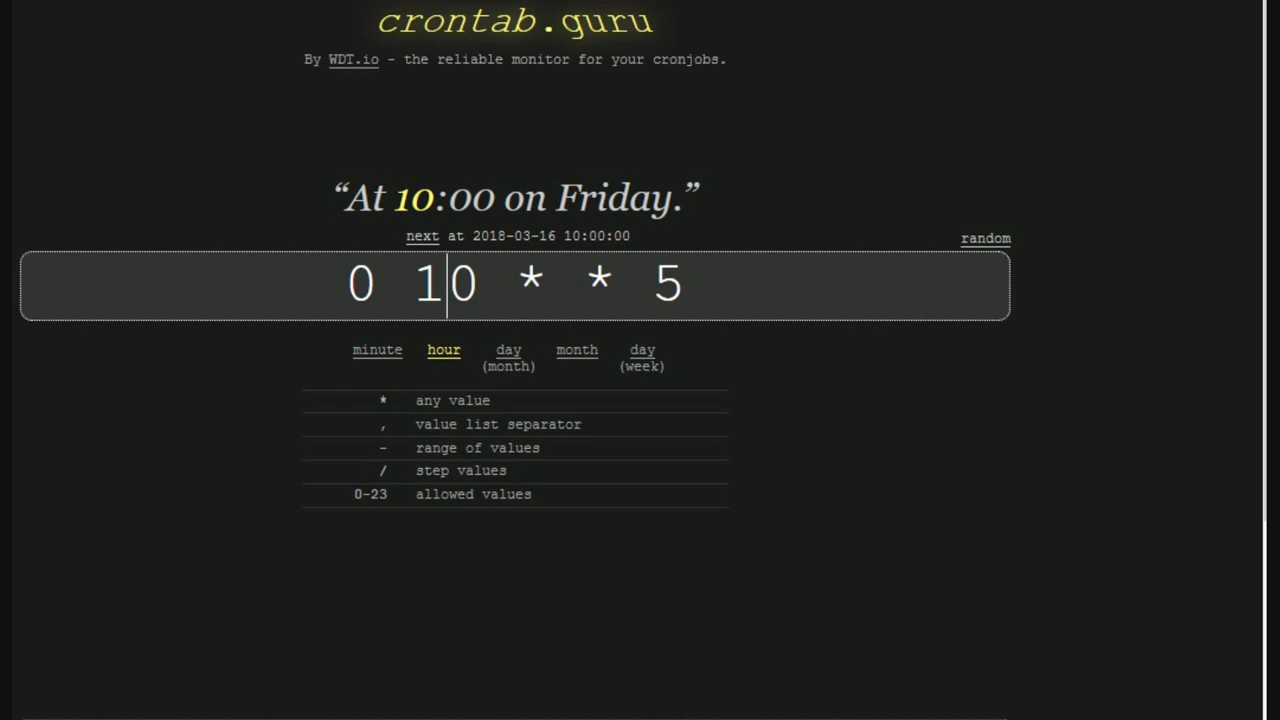 crontab.guru
By WDT.io - the reliable monitor for your cronjobs.
“At 10:00 on Friday.”
next at 2018-03-16 10:00:00
random
0 10 * * 5
minute hour day (month) month day (week)
* any value
, value list separator
- range of values
/ step values
0-23 allowed values